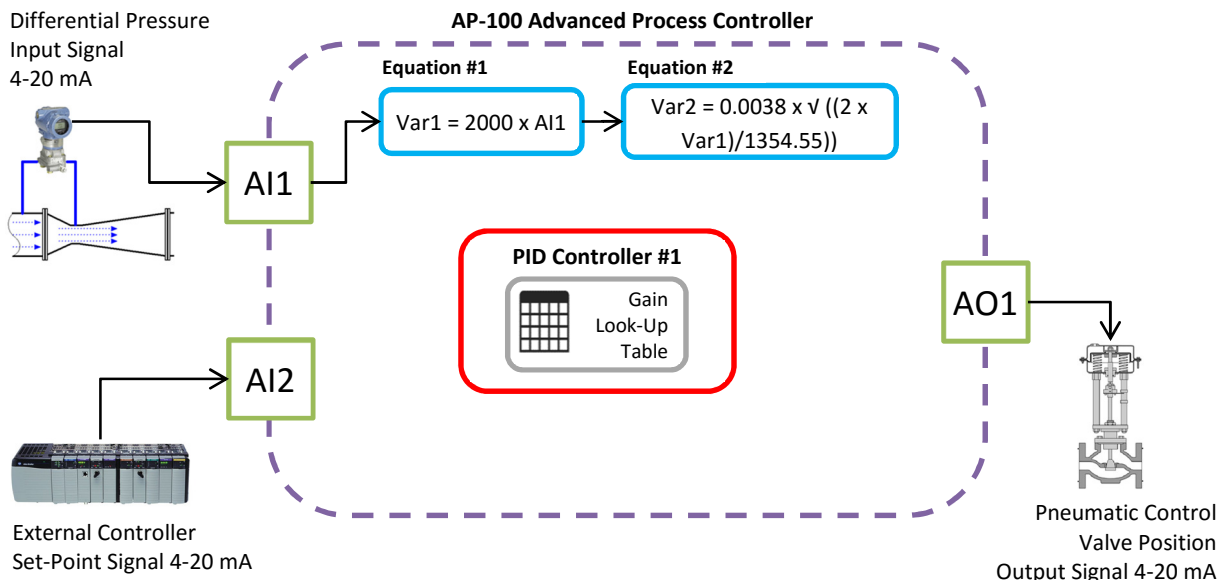 Differential Pressure
Input Signal
4-20 mA
AP-100 Advanced Process Controller
Equation #1
Equation #2
Var1 = 2000 x AI1
Var2 = 0.0038 x √ ((2 x
Var1)/1354.55))
AI1
PID Controller #1
Gain
Look-Up
Table
AO1
AI2
External Controller
Set-Point Signal 4-20 mA
Pneumatic Control
Valve Position
Output Signal 4-20 mA